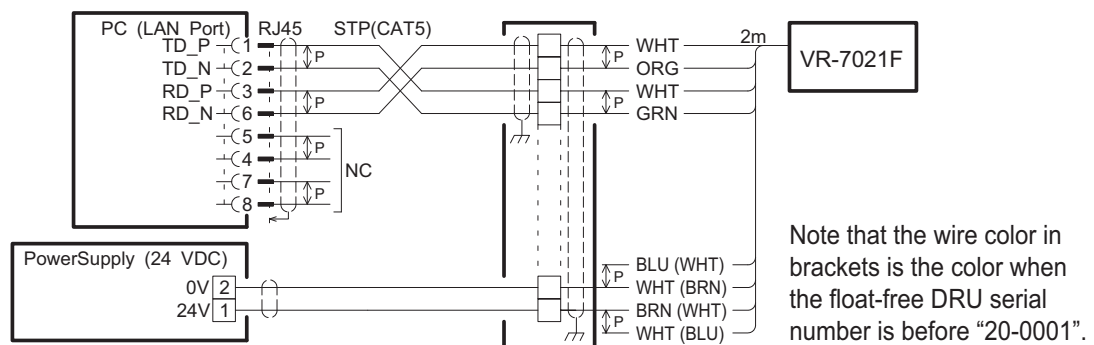 PC (LAN Port) RJ45 STP(CAT5)
TD_P 1 P WHT 2m
TD_N 2 P ORG
RD_P 3 P WHT
RD_N 6 P GRN
VR-7021F
5 P
4
NC
7 P
8
PowerSupply (24 VDC)
0V 2
24V 1
BLU (WHT)
P
WHT (BRN)
BRN (WHT)
P
WHT (BLU)
Note that the wire color in
brackets is the color when
the float-free DRU serial
number is before “20-0001”.